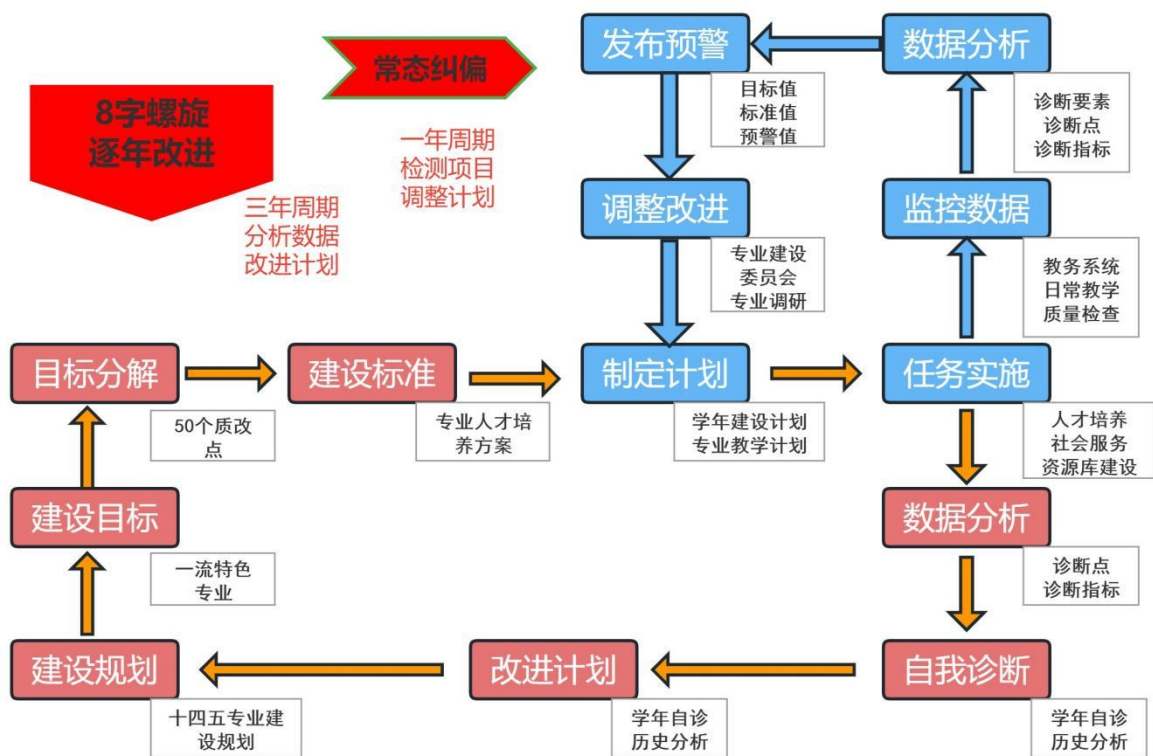 发布预警
数据分析
常态纠偏
目标值
标准值
预警值
8字螺旋
逐年改进
诊断要素
诊断点
诊断指标
一年周期
检测项目
调整计划
三年周期
分析数据
改进计划
调整改进
监控数据
专业建设
委员会
专业调研
教务系统
日常教学
质量检查
目标分解
建设标准
制定计划
任务实施
50个质改
点
专业人才培
养方案
学年建设计划
专业教学计划
人才培养
社会服务
资源库建设
建设目标
数据分析
一流特色
专业
诊断点
诊断指标
建设规划
改进计划
自我诊断
十四五专业建
设规划
学年自诊
历史分析
学年自诊
历史分析